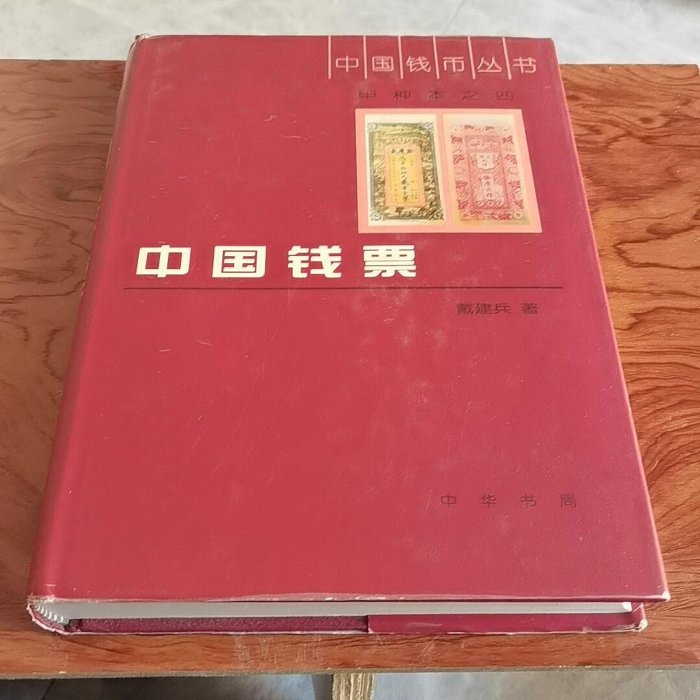 中国钱币丛书
甲种本之四
中国钱票
戴建兵 著
中华书局